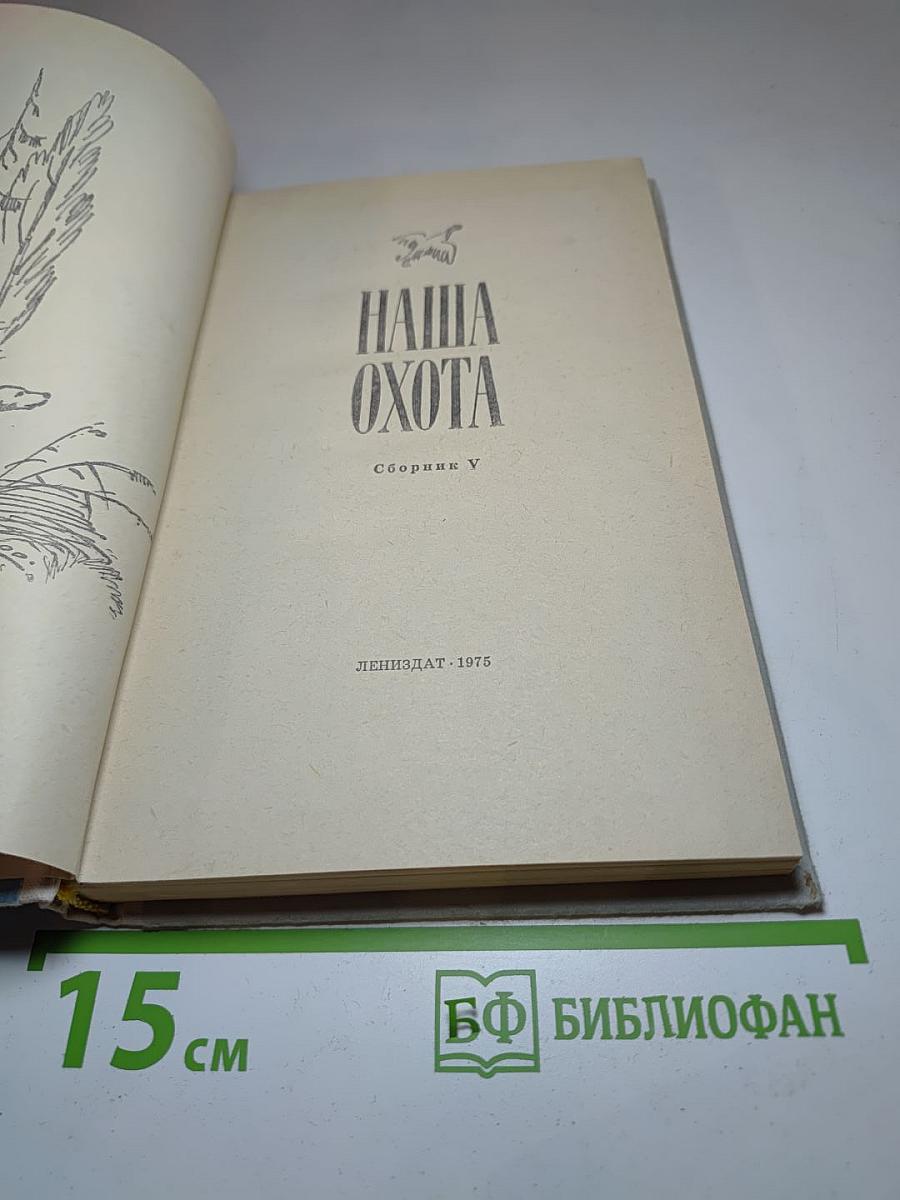 НАША
ОХОТА
Сборник V
ЛЕНИЗДАТ · 1975
15 см
БФ БИБЛИОФАН